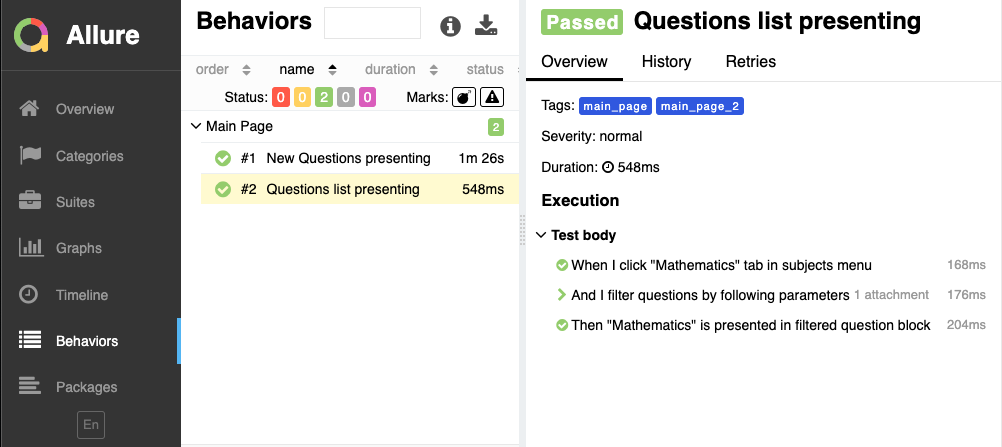 Allure
Overview
Categories
Suites
Graphs
Timeline
Behaviors
Packages
En
Behaviors
order name duration status
Status: 0 0 2 0 0 Marks:
Main Page 2
#1 New Questions presenting 1m 26s
#2 Questions list presenting 548ms
Passed Questions list presenting
Overview History Retries
Tags: main_page main_page_2
Severity: normal
Duration: 548ms
Execution
Test body
When I click "Mathematics" tab in subjects menu 168ms
And I filter questions by following parameters 1 attachment 176ms
Then "Mathematics" is presented in filtered question block 204ms